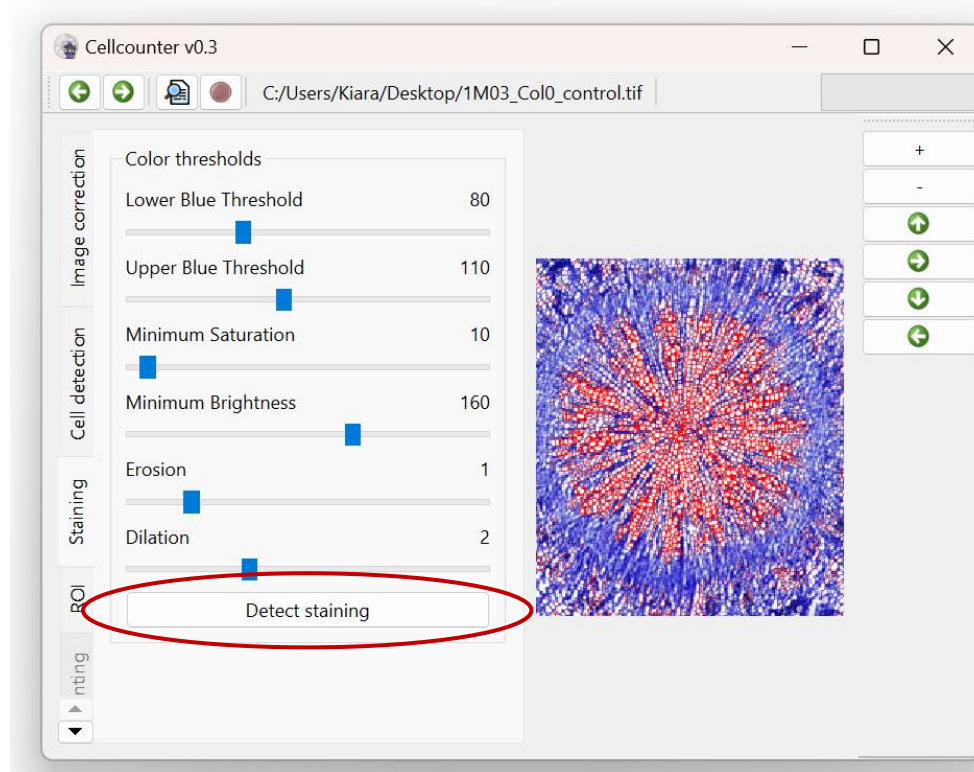 Cellcounter v0.3
C:/Users/Kiara/Desktop/1M03_Col0_control.tif
Image correction
Cell detection
Staining
ROI
nting
Color thresholds
Lower Blue Threshold 80
Upper Blue Threshold 110
Minimum Saturation 10
Minimum Brightness 160
Erosion 1
Dilation 2
Detect staining
+
-